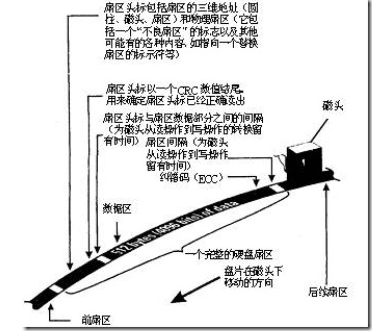 扇区头标包括扇区的三维地址（圆
柱、磁头、扇区）和物理扇区（它包
括一个“不良扇区”的标志以及其他
可能有的各种内容，如指向一个替换
扇区的标示符等）
扇区头标以一个CRC数值结尾，
用来确定扇区头标已经正确读出
扇区头标与扇区数据部分之间的间隔
（为磁头从读操作到写操作的转换留
有时间）
扇区间隔（为磁头
从读操作到写操作
留有时间）
纠错码（ECC）
磁头
数据区
512 bytes (4096 bits) of data
一个完整的硬盘扇区
盘片在磁头下
移动的方向
后续扇区
前扇区